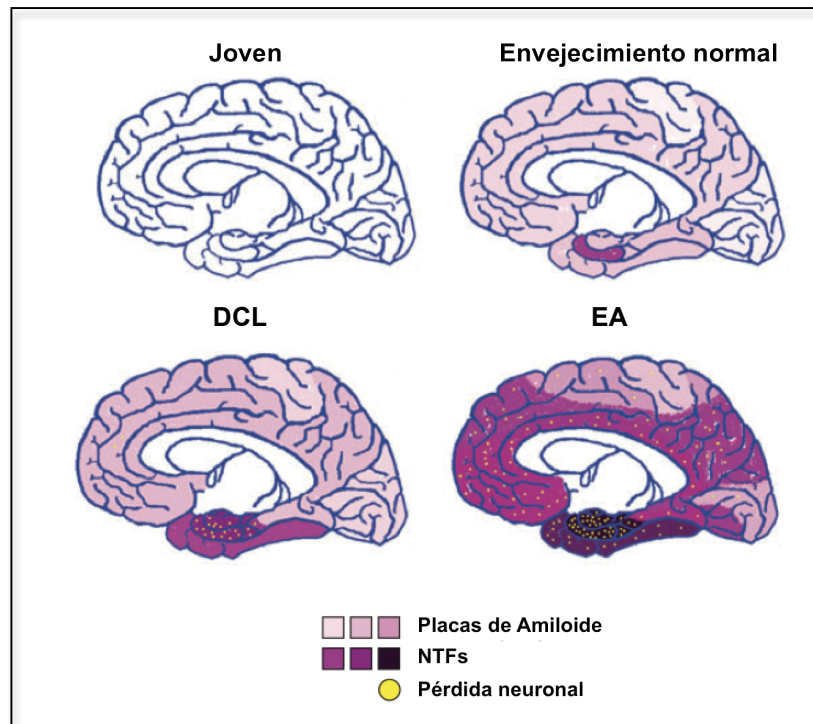 Joven
Envejecimiento normal
DCL
EA
Placas de Amiloide
NTFs
Pérdida neuronal